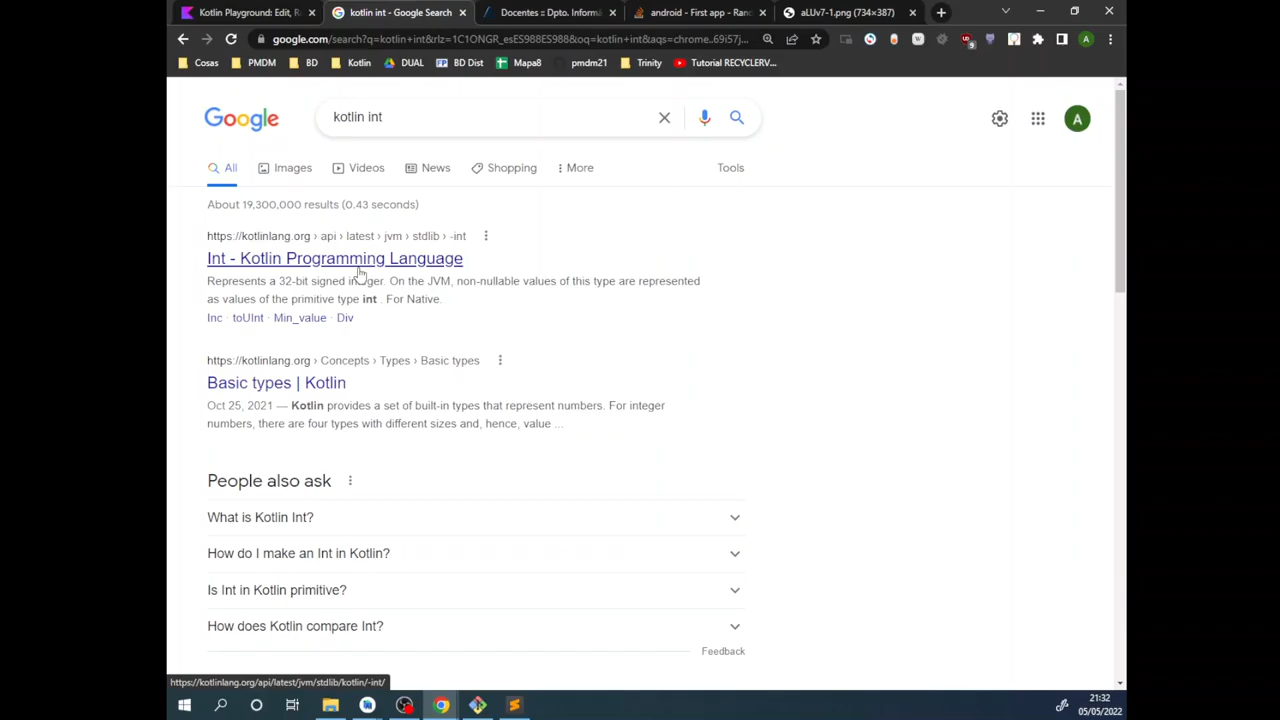 Kotlin Playground: Edit, R
kotlin int - Google Search
Docentes :: Dpto. Informá
android - First app - Rand
aLUv7-1.png (734×387)
google.com/search?q=kotlin+int&rlz=1C1ONGR_esES988ES988&oq=kotlin+int&aqs=chrome..69i57j...
9
A
Cosas
PMDM
BD
Kotlin
DUAL
BD Dist
Mapa8
pmdm21
Trinity
Tutorial RECYCLERV...
Google
kotlin int
A
All
Images
Videos
News
Shopping
More
Tools
About 19,300,000 results (0.43 seconds)
https://kotlinlang.org › api › latest › jvm › stdlib › -int
Int - Kotlin Programming Language
Represents a 32-bit signed integer. On the JVM, non-nullable values of this type are represented
as values of the primitive type int . For Native.
Inc · toUInt · Min_value · Div
https://kotlinlang.org › Concepts › Types › Basic types
Basic types | Kotlin
Oct 25, 2021 — Kotlin provides a set of built-in types that represent numbers. For integer
numbers, there are four types with different sizes and, hence, value ...
People also ask
What is Kotlin Int?
How do I make an Int in Kotlin?
Is Int in Kotlin primitive?
How does Kotlin compare Int?
Feedback
https://kotlinlang.org/api/latest/jvm/stdlib/kotlin/-int/
21:32
05/05/2022